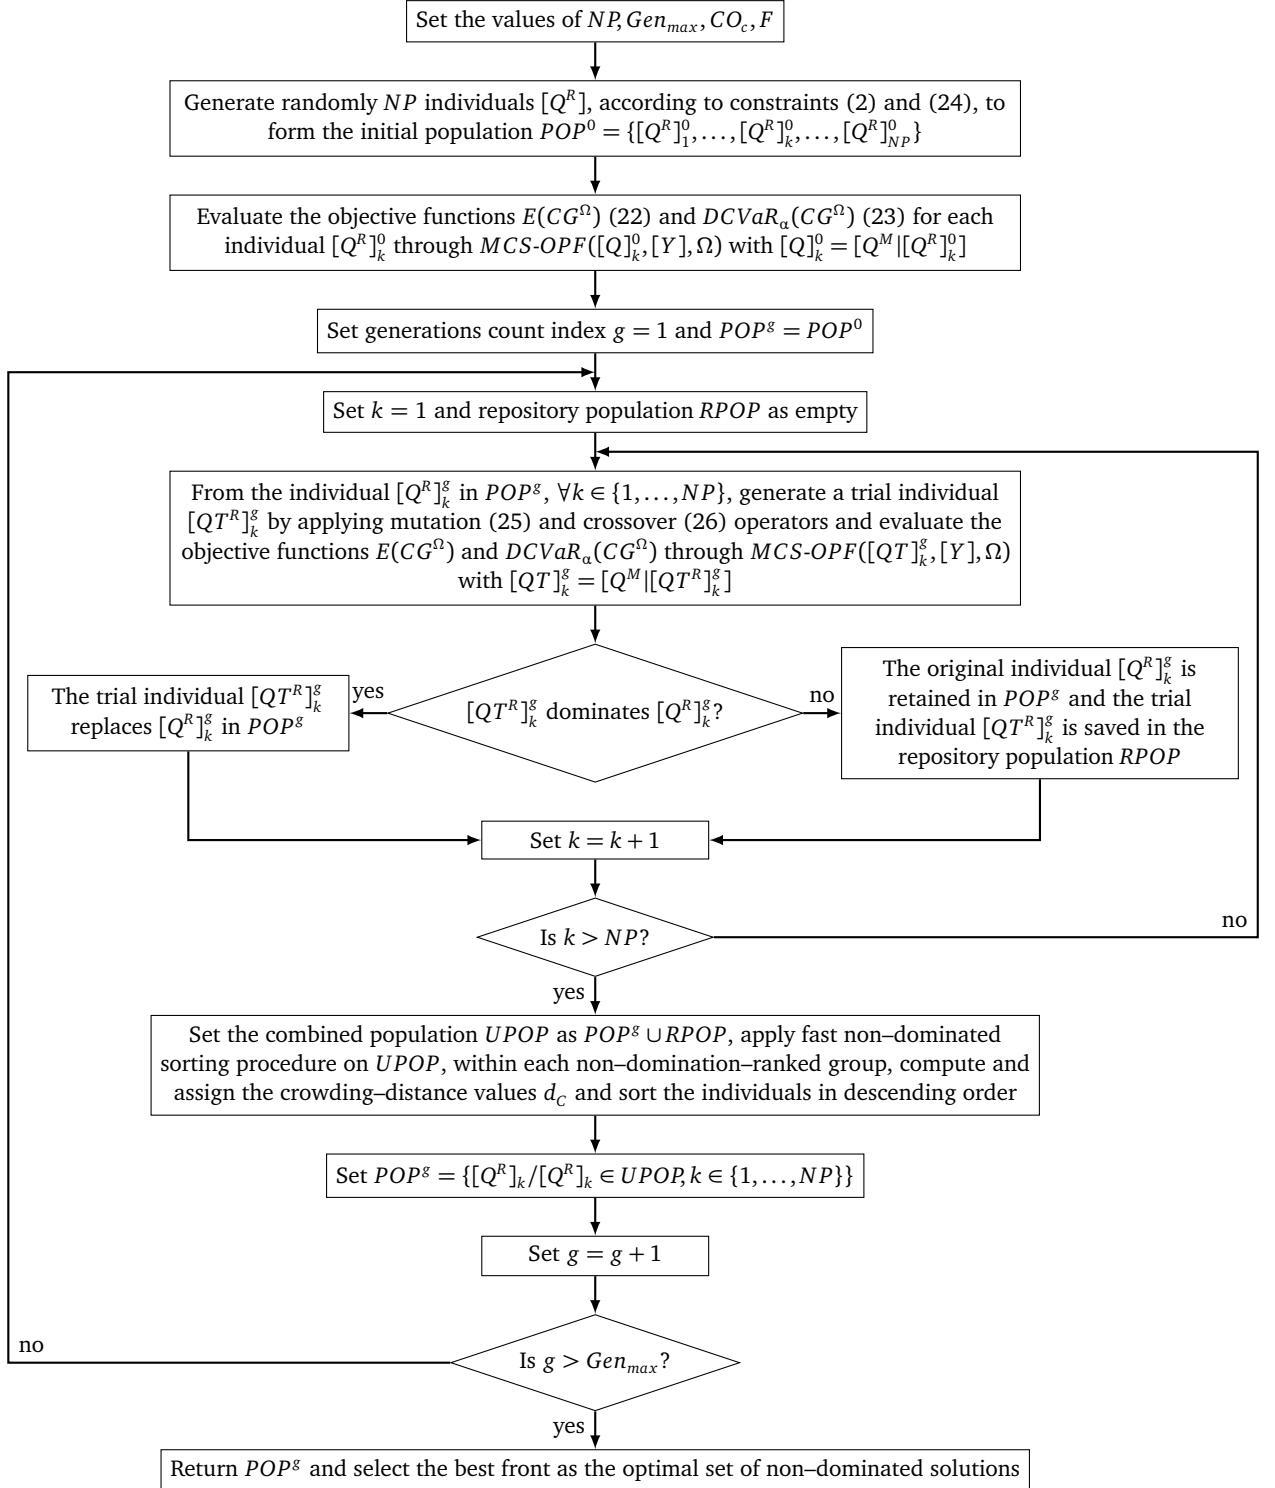 Set the values of NP, Gen_max, CO_c, F
Generate randomly NP individuals [Q^R], according to constraints (2) and (24), to
form the initial population POP^0 = {[Q^R]_1^0, …, [Q^R]_k^0, …, [Q^R]_NP^0}
Evaluate the objective functions E(CG^Ω) (22) and DCVaR_α(CG^Ω) (23) for each
individual [Q^R]_k^0 through MCS-OPF([Q]_k^0, [Y], Ω) with [Q]_k^0 = [Q^M|[Q^R]_k^0]
Set generations count index g = 1 and POP^g = POP^0
Set k = 1 and repository population RPOP as empty
From the individual [Q^R]_k^g in POP^g, ∀k ∈ {1, …, NP}, generate a trial individual
[QT^R]_k^g by applying mutation (25) and crossover (26) operators and evaluate the
objective functions E(CG^Ω) and DCVaR_α(CG^Ω) through MCS-OPF([QT]_k^g, [Y], Ω)
with [QT]_k^g = [Q^M|[QT^R]_k^g]
[QT^R]_k^g dominates [Q^R]_k^g?
yes
The trial individual [QT^R]_k^g
replaces [Q^R]_k^g in POP^g
no
The original individual [Q^R]_k^g is
retained in POP^g and the trial
individual [QT^R]_k^g is saved in the
repository population RPOP
Set k = k + 1
Is k > NP?
no
yes
Set the combined population UPOP as POP^g ∪ RPOP, apply fast non–dominated
sorting procedure on UPOP, within each non–domination–ranked group, compute and
assign the crowding–distance values d_C and sort the individuals in descending order
Set POP^g = {[Q^R]_k/[Q^R]_k ∈ UPOP, k ∈ {1, …, NP}}
Set g = g + 1
Is g > Gen_max?
no
yes
Return POP^g and select the best front as the optimal set of non–dominated solutions